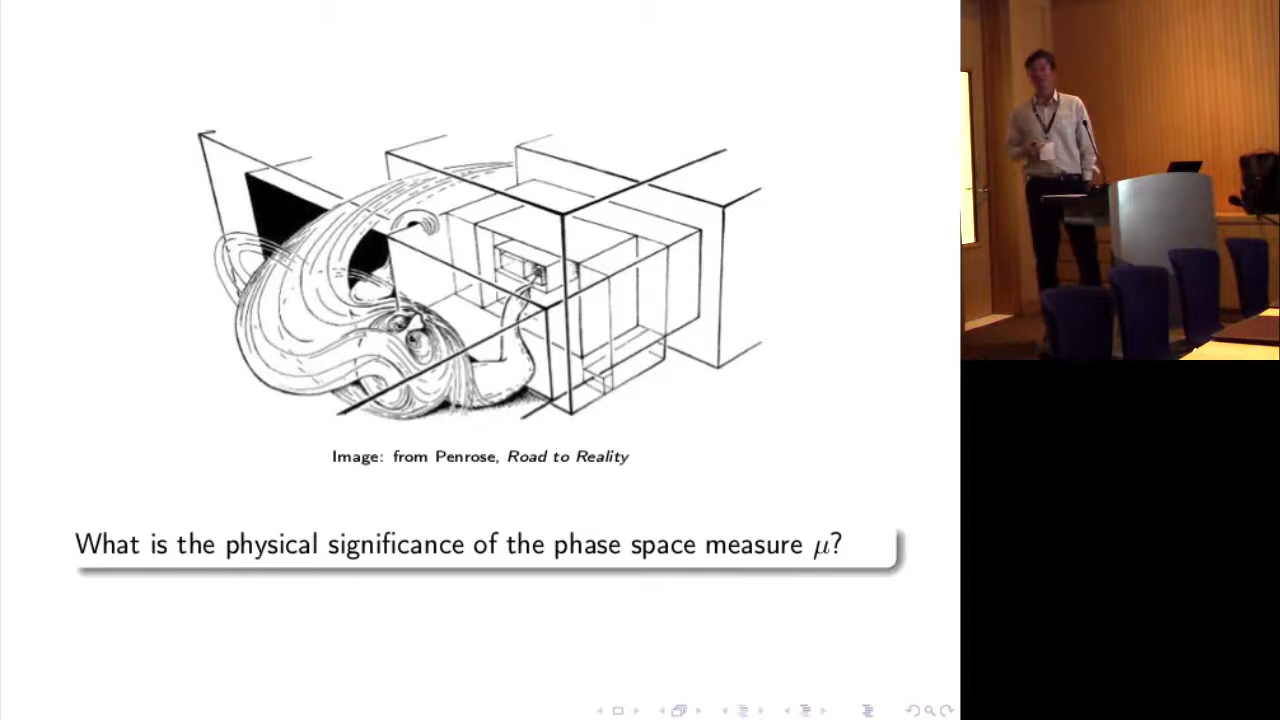 Image: from Penrose, Road to Reality
What is the physical significance of the phase space measure μ?